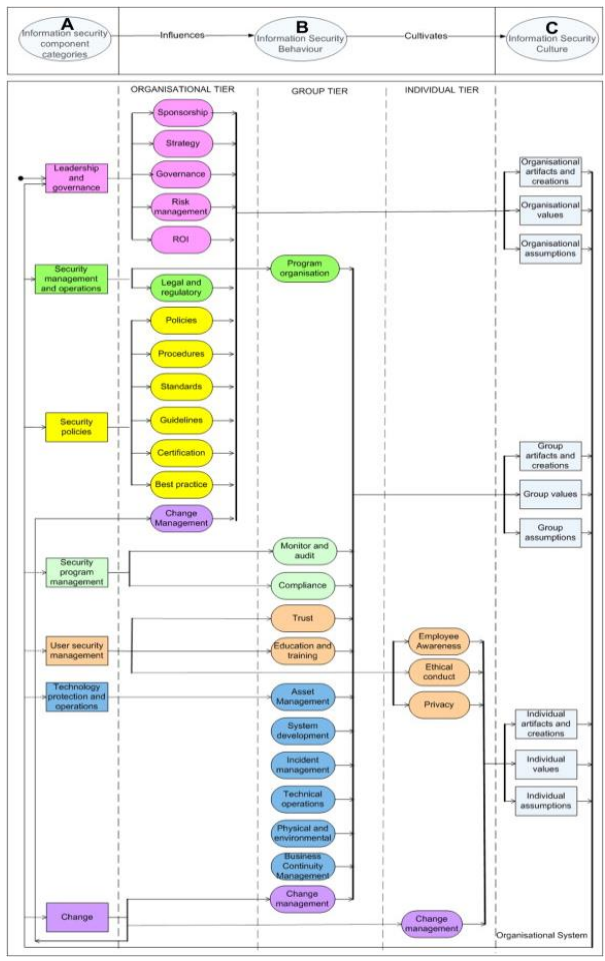 A
Information security
component
categories
Influences
B
Information Security
Behaviour
Cultivates
C
Information Security
Culture
ORGANISATIONAL TIER
GROUP TIER
INDIVIDUAL TIER
Sponsorship
Strategy
Leadership
and
governance
Governance
Risk
management
ROI
Organisational
artifacts and
creations
Organisational
values
Organisational
assumptions
Security
management
and operations
Program
organisation
Legal and
regulatory
Policies
Procedures
Standards
Security
policies
Guidelines
Certification
Best practice
Change
Management
Group
artifacts and
creations
Group values
Group
assumptions
Security
program
management
Monitor and
audit
Compliance
User security
management
Trust
Education and
training
Employee
Awareness
Ethical
conduct
Privacy
Technology
protection and
operations
Asset
Management
System
development
Incident
management
Technical
operations
Physical and
environmental
Business
Continuity
Management
Individual
artifacts and
creations
Individual
values
Individual
assumptions
Change
Change
management
Change
management
Organisational System